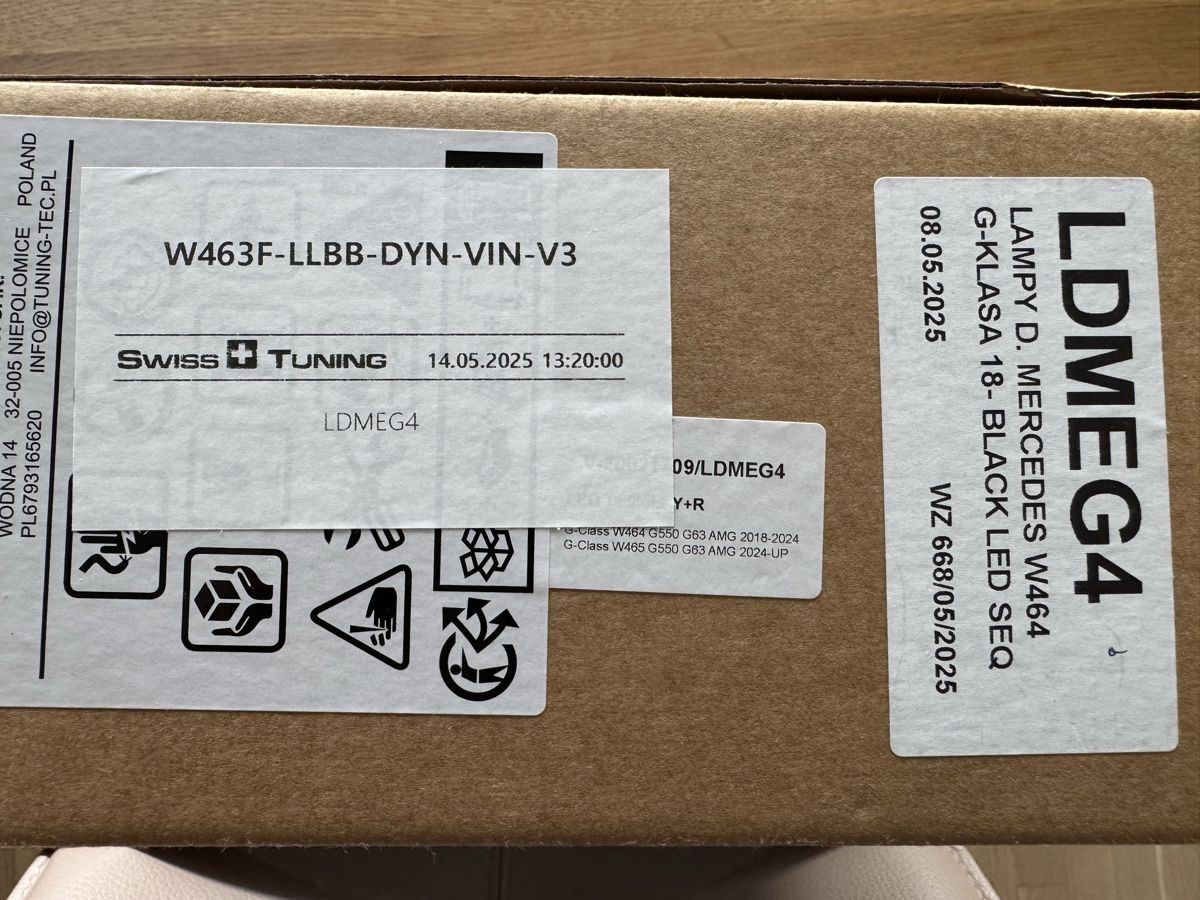 WODNA 14 32-005 NIEPOLOMICE POLAND
PL6793165620 INFO@TUNING-TEC.PL
W463F-LLBB-DYN-VIN-V3
SWISS TUNING 14.05.2025 13:20:00
LDMEG4
09/LDMEG4
Y+R
G-Class W464 G550 G63 AMG 2018-2024
G-Class W465 G550 G63 AMG 2024-UP
LDMEG4
LAMPY D. MERCEDES W464
G-KLASA 18- BLACK LED SEQ
08.05.2025 WZ 668/05/2025